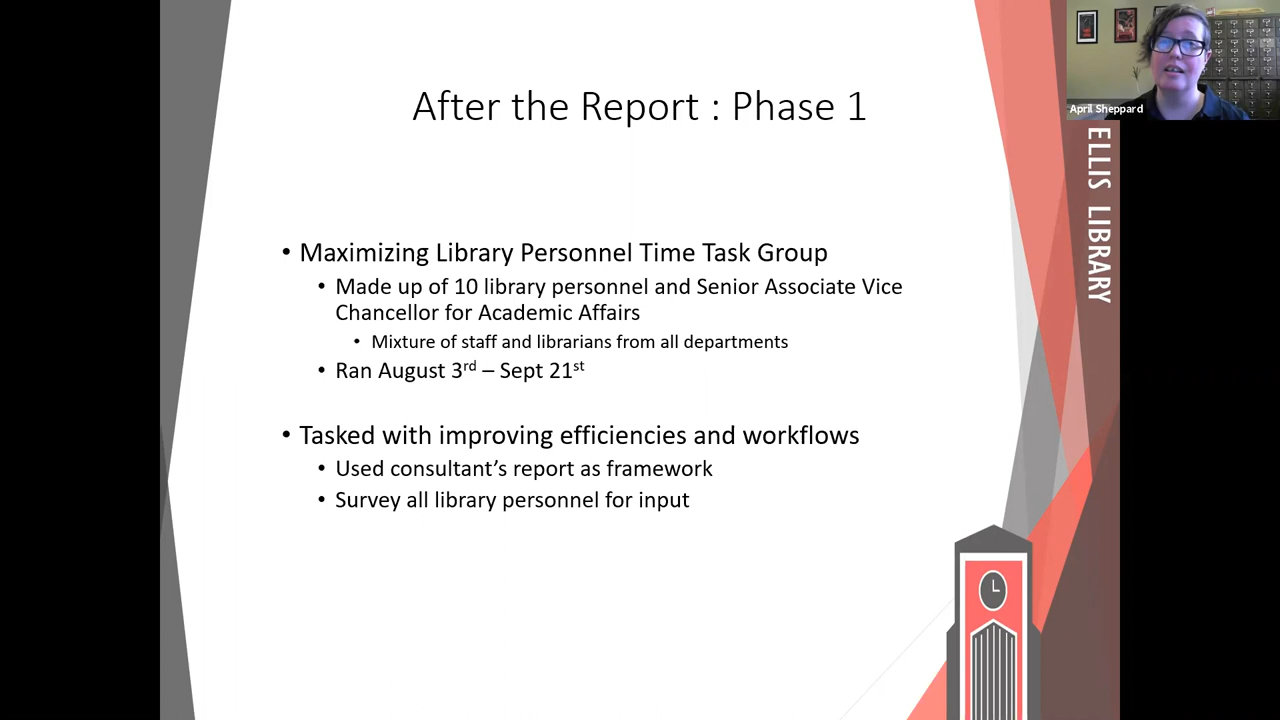 After the Report : Phase 1
April Sheppard
ELLIS LIBRARY
• Maximizing Library Personnel Time Task Group
• Made up of 10 library personnel and Senior Associate Vice
Chancellor for Academic Affairs
• Mixture of staff and librarians from all departments
• Ran August 3rd – Sept 21st
• Tasked with improving efficiencies and workflows
• Used consultant's report as framework
• Survey all library personnel for input